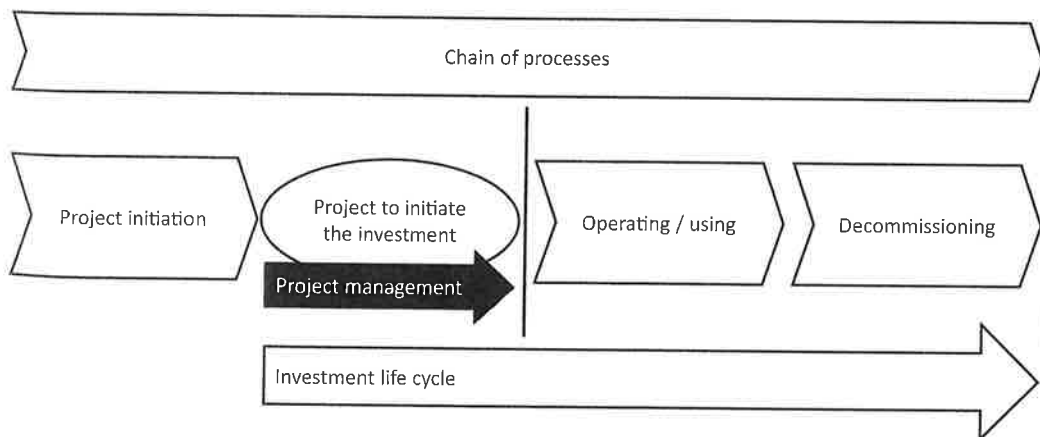 Chain of processes
Project initiation
Project to initiate
the investment
Operating / using
Decommissioning
Project management
Investment life cycle